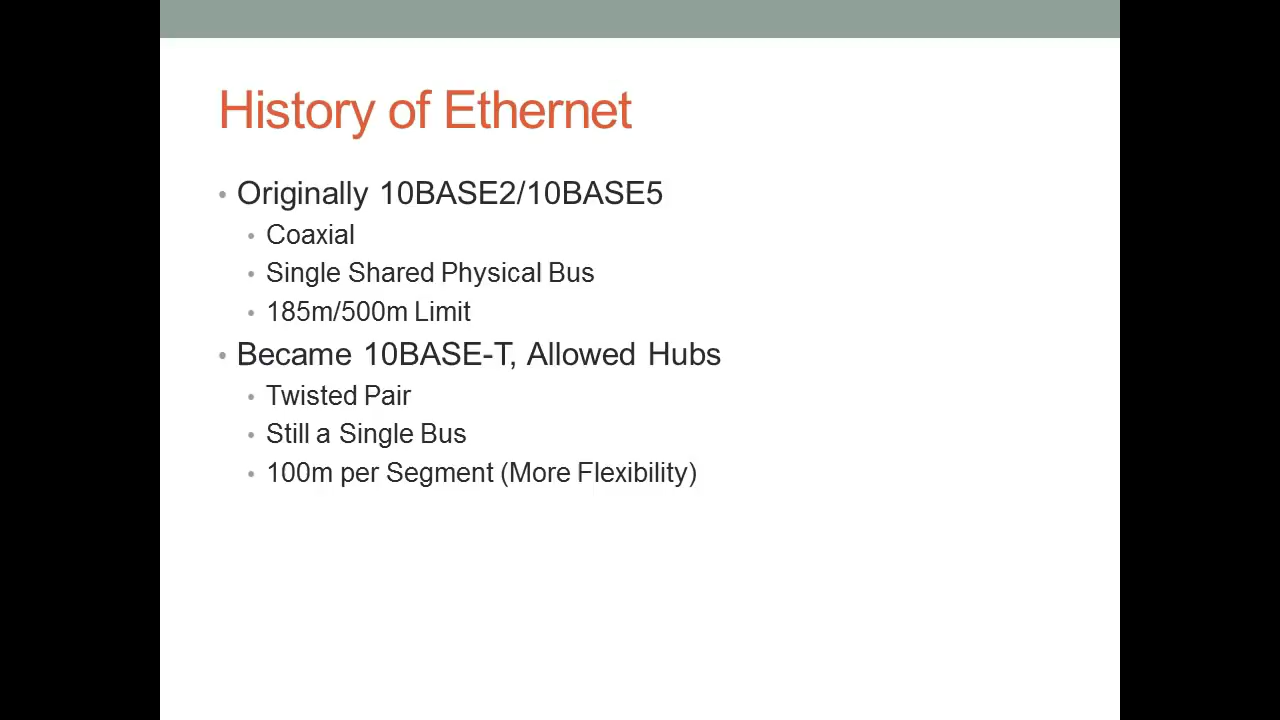 History of Ethernet
• Originally 10BASE2/10BASE5
• Coaxial
• Single Shared Physical Bus
• 185m/500m Limit
• Became 10BASE-T, Allowed Hubs
• Twisted Pair
• Still a Single Bus
• 100m per Segment (More Flexibility)